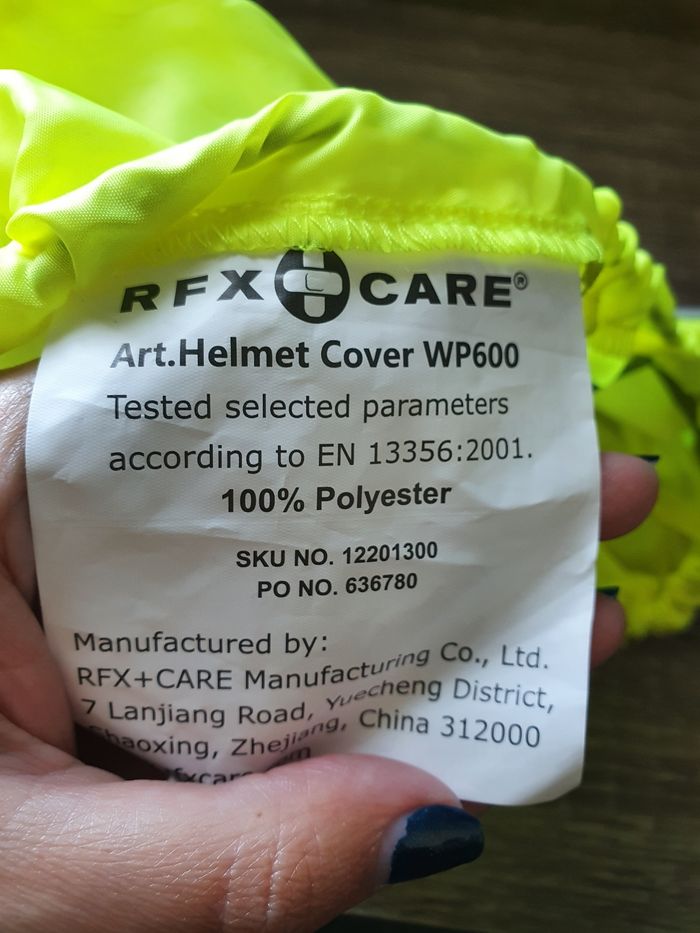 RFX+CARE®
Art.Helmet Cover WP600
Tested selected parameters
according to EN 13356:2001.
100% Polyester
SKU NO. 12201300
PO NO. 636780
Manufactured by:
RFX+CARE Manufacturing Co., Ltd.
7 Lanjiang Road, Yuecheng District,
Shaoxing, Zhejiang, China 312000